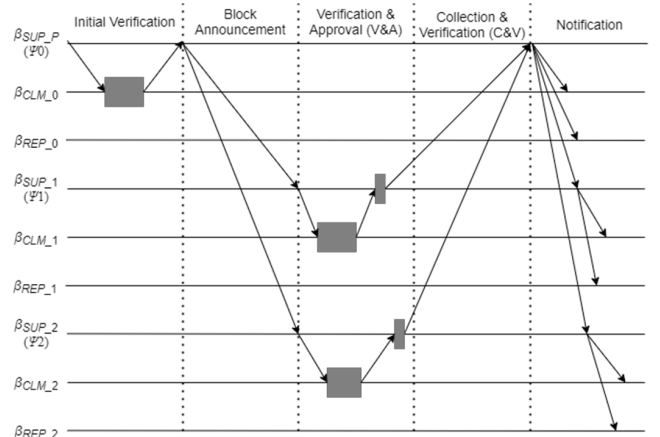 Initial Verification
Block
Announcement
Verification &
Approval (V&A)
Collection &
Verification (C&V)
Notification
βSUP_P
(Ψ0)
βCLM_0
βREP_0
βSUP_1
(Ψ1)
βCLM_1
βREP_1
βSUP_2
(Ψ2)
βCLM_2
βREP_2